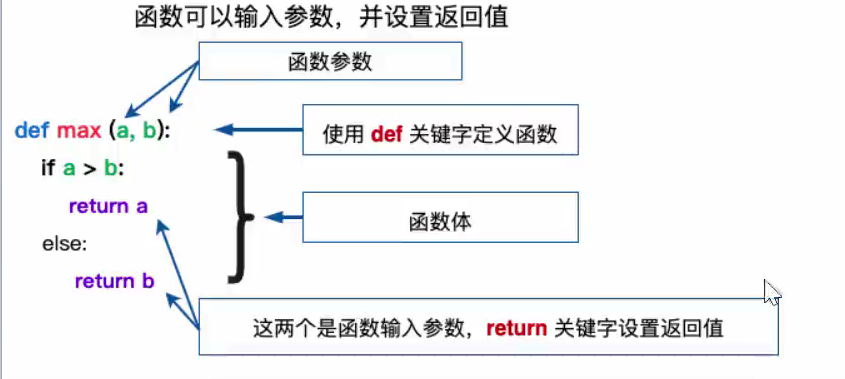 函数可以输入参数，并设置返回值
函数参数
def max (a, b):
使用 def 关键字定义函数
if a > b:
return a
函数体
else:
return b
这两个是函数输入参数，return 关键字设置返回值